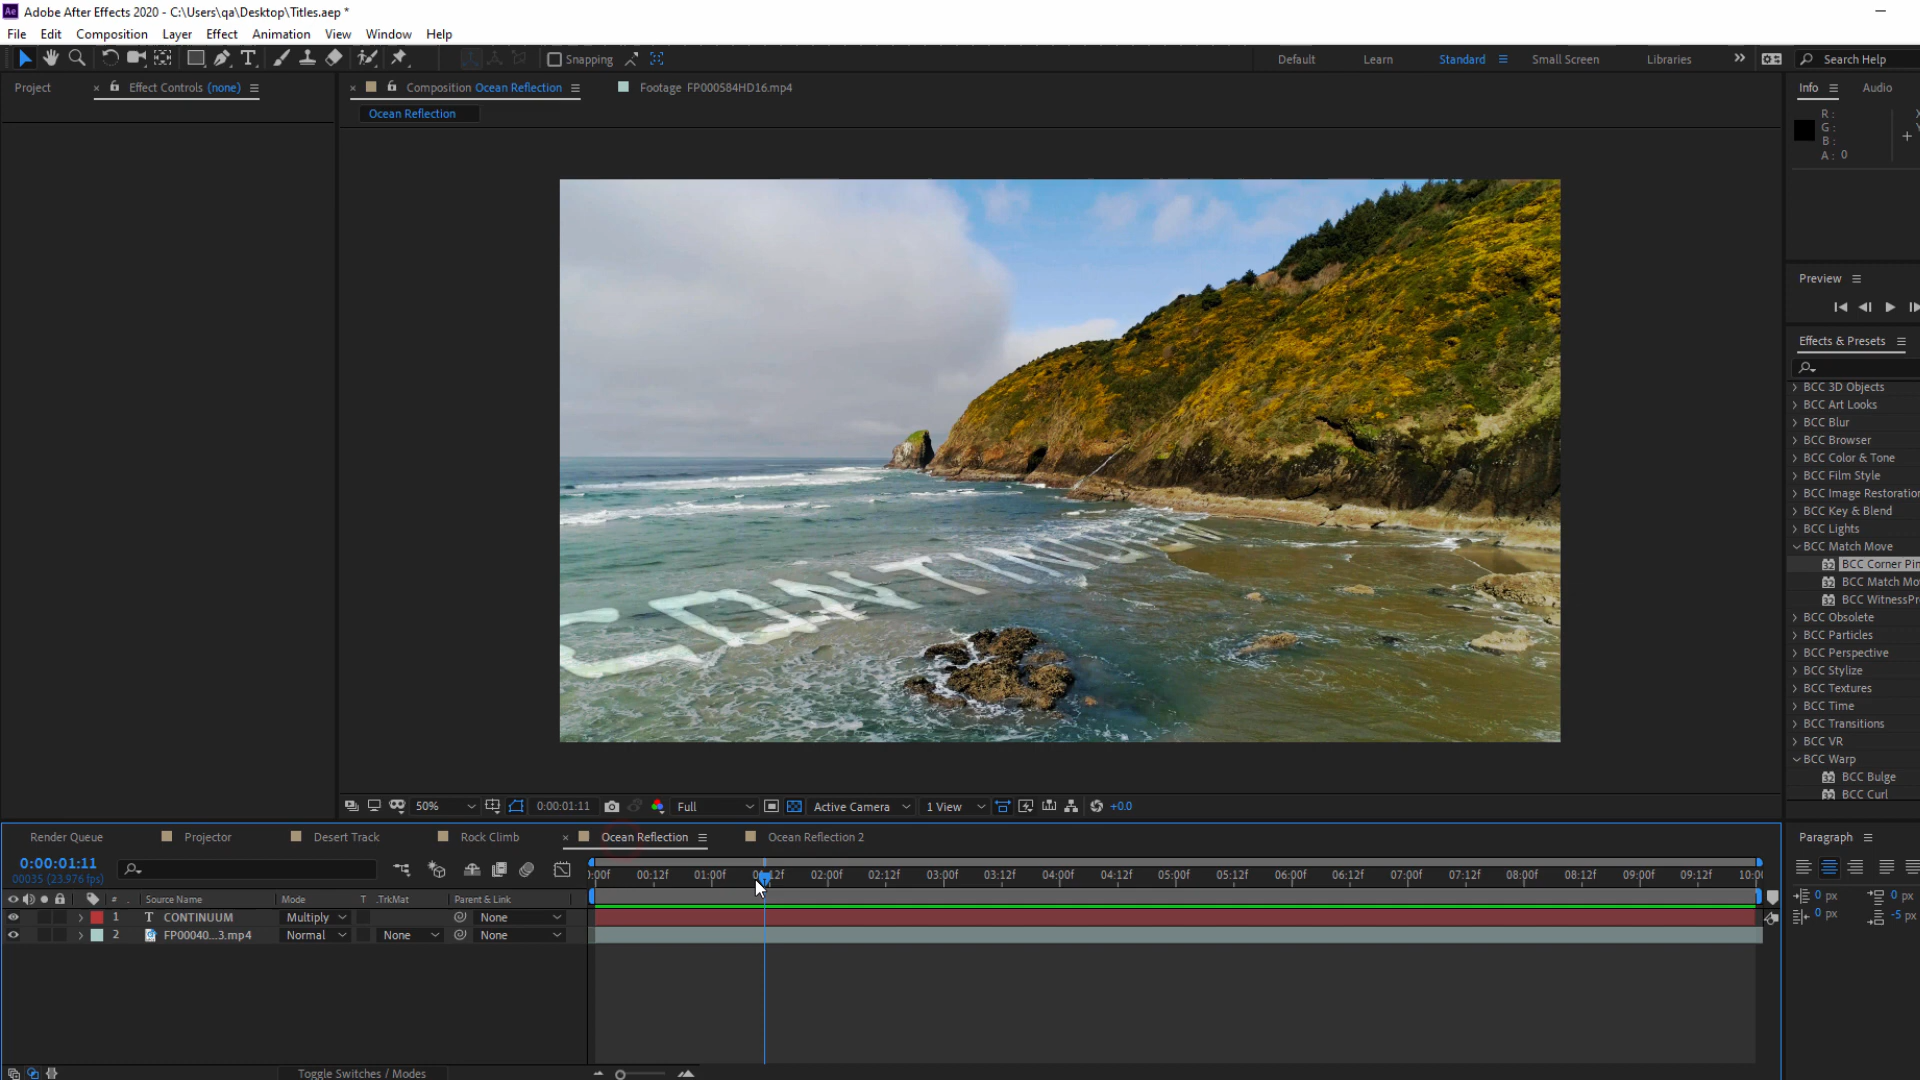 Ae Adobe After Effects 2020 - C:\Users\qa\Desktop\Titles.aep *
File Edit Composition Layer Effect Animation View Window Help
Snapping Default Learn Standard Small Screen Libraries Search Help
Project Effect Controls (none) Composition Ocean Reflection Footage FP000584HD16.mp4 Info Audio
Ocean Reflection
R :
G :
B :
A : 0
Preview
Effects & Presets
BCC 3D Objects
BCC Art Looks
BCC Blur
BCC Browser
BCC Color & Tone
BCC Film Style
BCC Image Restoration
BCC Key & Blend
BCC Lights
BCC Match Move
BCC Corner Pin
BCC Match Mo
BCC WitnessPr
BCC Obsolete
BCC Particles
BCC Perspective
BCC Stylize
BCC Textures
BCC Time
BCC Transitions
BCC VR
BCC Warp
BCC Bulge
BCC Curl
CONTINUUM
50% 0:00:01:11 Full Active Camera 1 View +0.0
Render Queue Projector Desert Track Rock Climb Ocean Reflection Ocean Reflection 2 Paragraph
0:00:01:11
00035 (23.976 fps)
:00f 00:12f 01:00f 02:00f 02:12f 03:00f 03:12f 04:00f 04:12f 05:00f 05:12f 06:00f 06:12f 07:00f 07:12f 08:00f 08:12f 09:00f 09:12f 10:0
# Source Name Mode T .TrkMat Parent & Link
1 T CONTINUUM Multiply None
2 FP00040...3.mp4 Normal None None
0 px 0 px
0 px -5 px
Toggle Switches / Modes